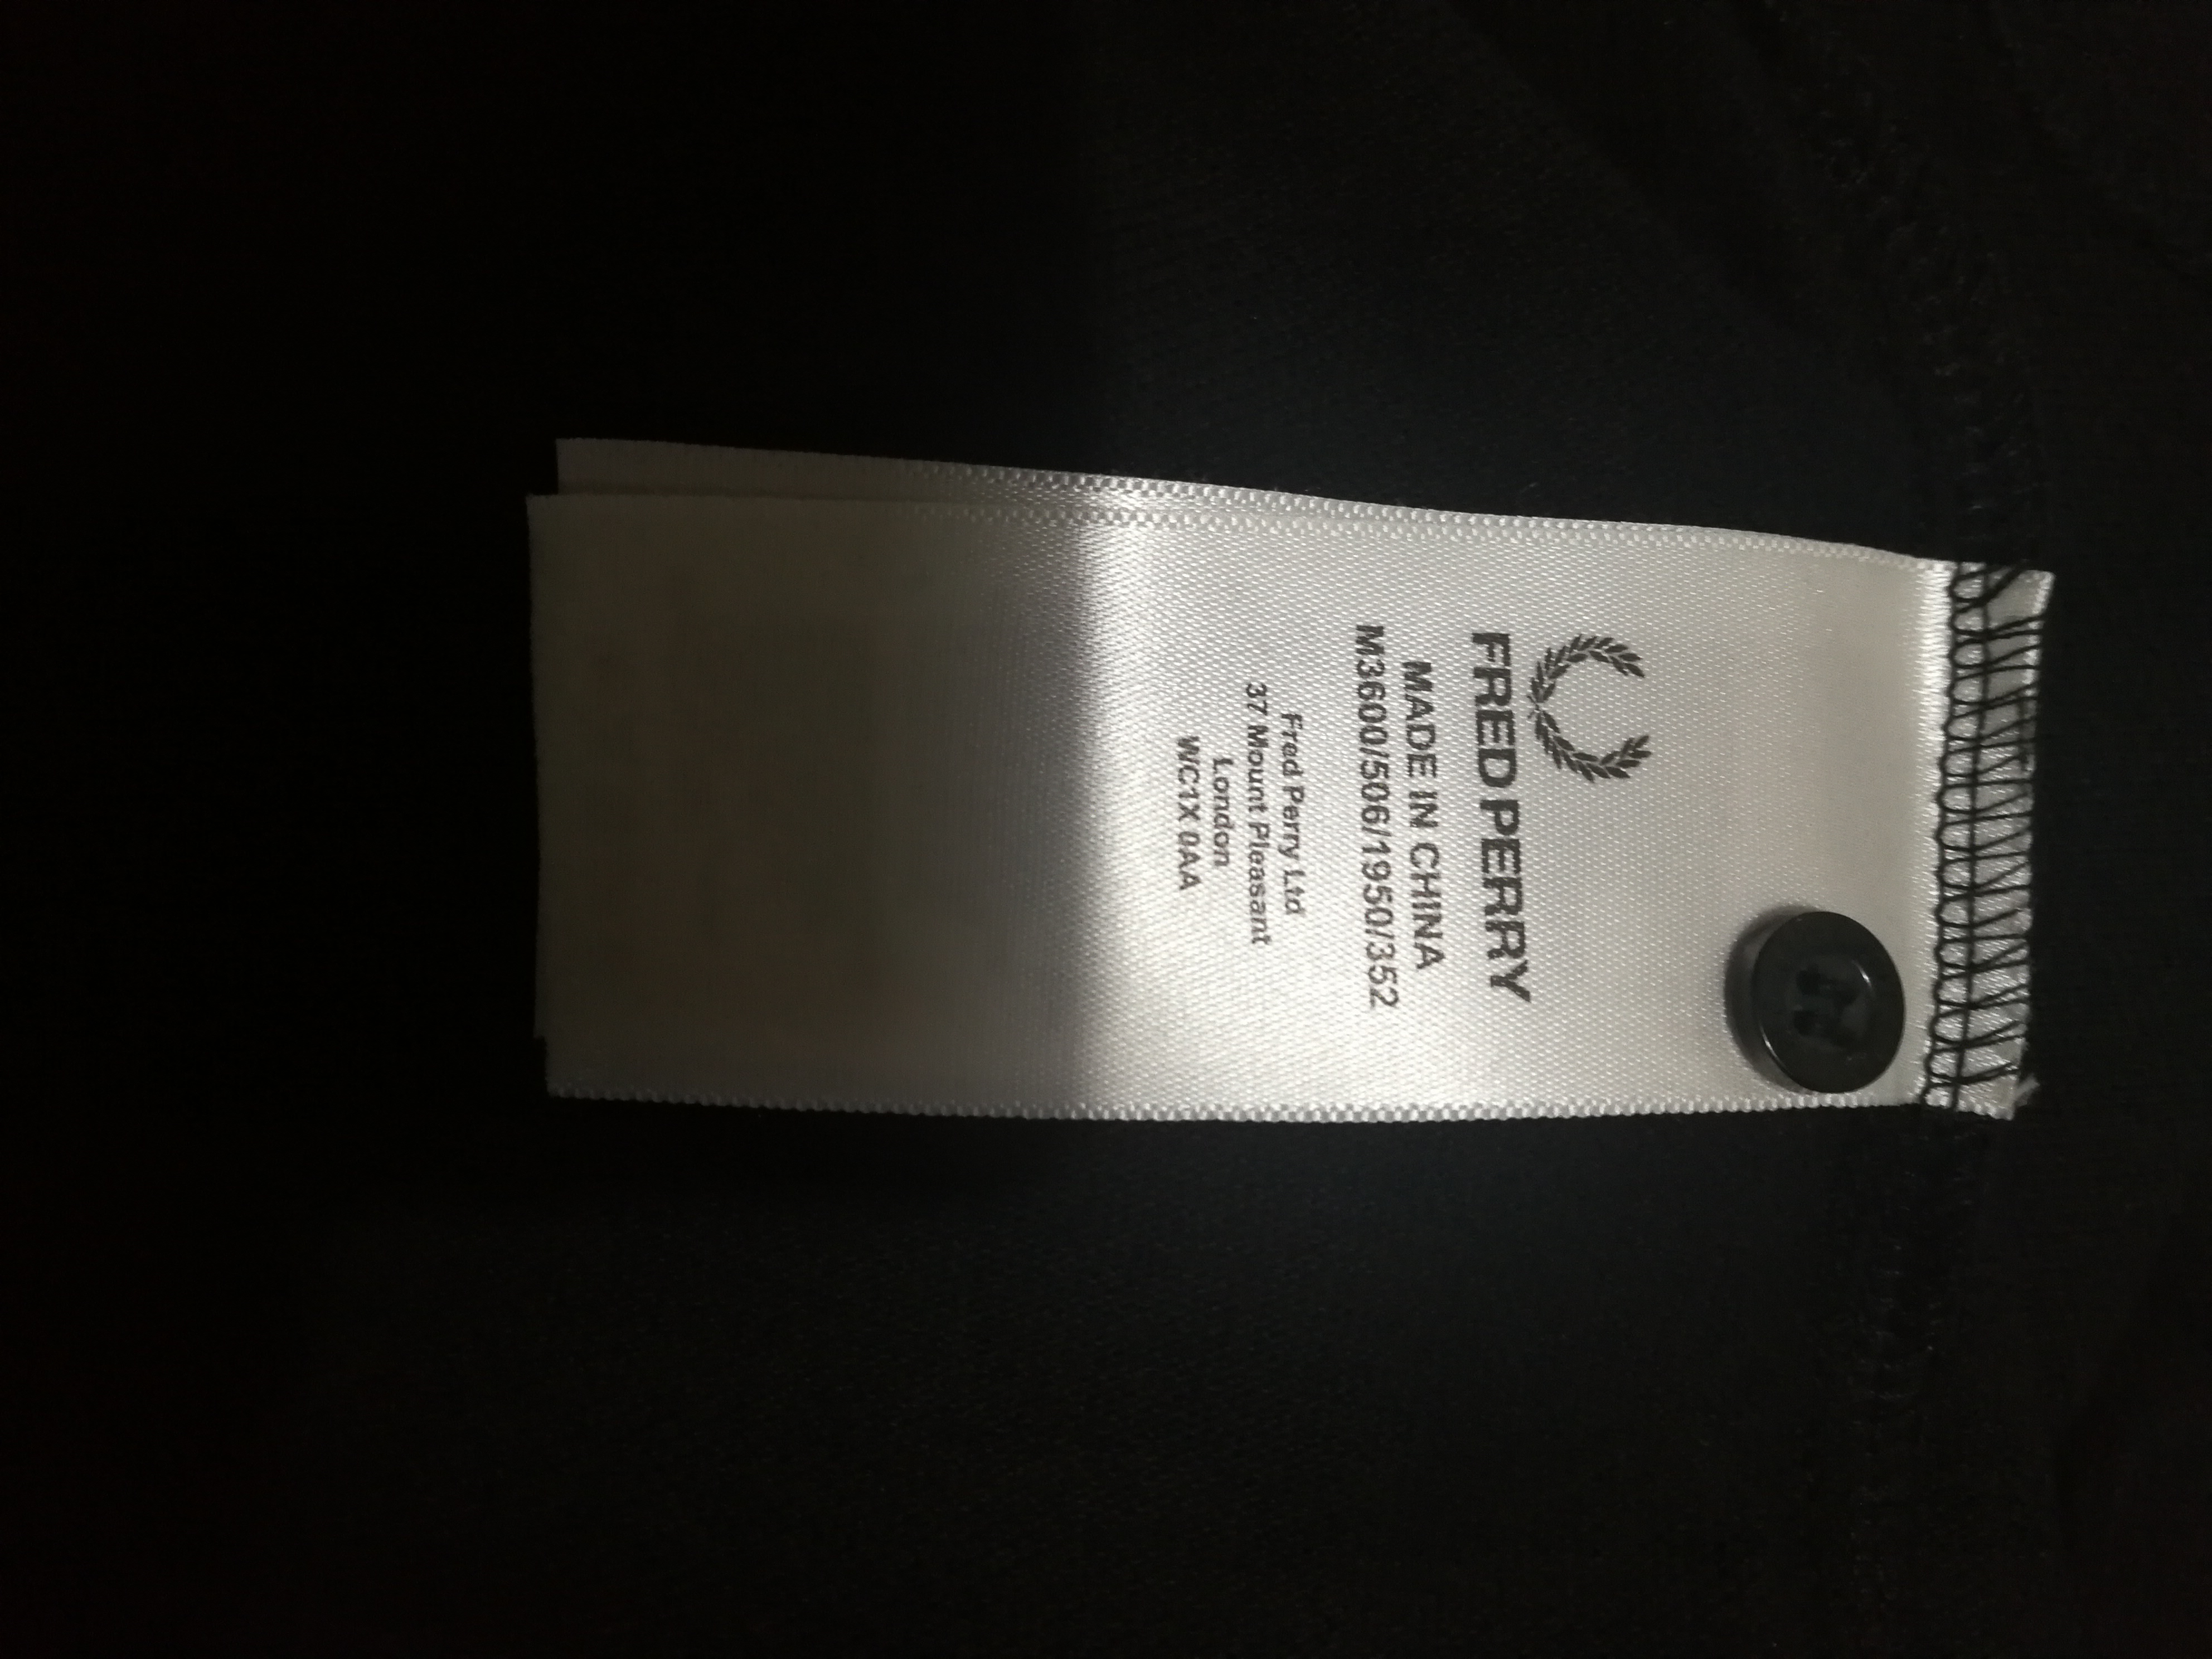 FRED PERRY
MADE IN CHINA
M3600/506/1950/352
Fred Perry Ltd
37 Mount Pleasant
London
WC1X 0AA